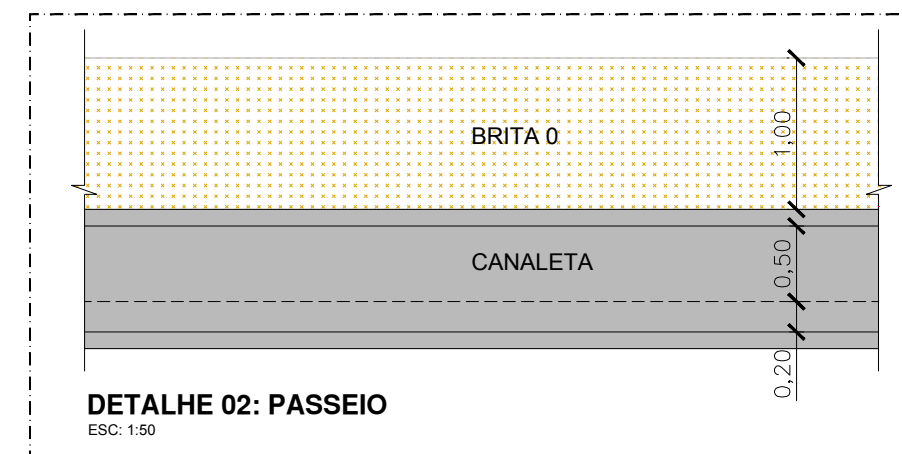 BRITA 0
1,00
CANALETA
0,50
0,20
DETALHE 02: PASSEIO
ESC: 1:50